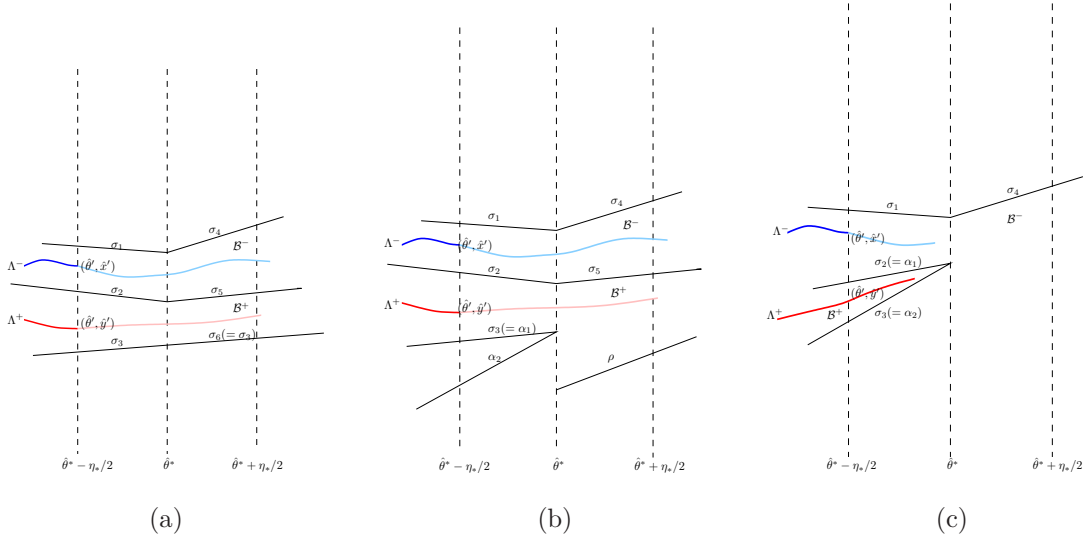 σ₁
σ₄
Λ⁻
(θ̂′, x̂′)
𝓑⁻
σ₂
σ₅
Λ⁺
(θ̂′, ŷ′)
𝓑⁺
σ₃
σ₆(= σ₃)
θ̂* − η∗/2
θ̂*
θ̂* + η∗/2
(a)
σ₁
σ₄
Λ⁻
(θ̂′, x̂′)
𝓑⁻
σ₂
σ₅
Λ⁺
(θ̂′, ŷ′)
𝓑⁺
σ₃(= α₁)
α₂
ρ
θ̂* − η∗/2
θ̂*
θ̂* + η∗/2
(b)
σ₁
σ₄
Λ⁻
(θ̂′, x̂′)
𝓑⁻
σ₂(= α₁)
(θ̂′, ŷ′)
Λ⁺
𝓑⁺
σ₃(= α₂)
θ̂* − η∗/2
θ̂*
θ̂* + η∗/2
(c)